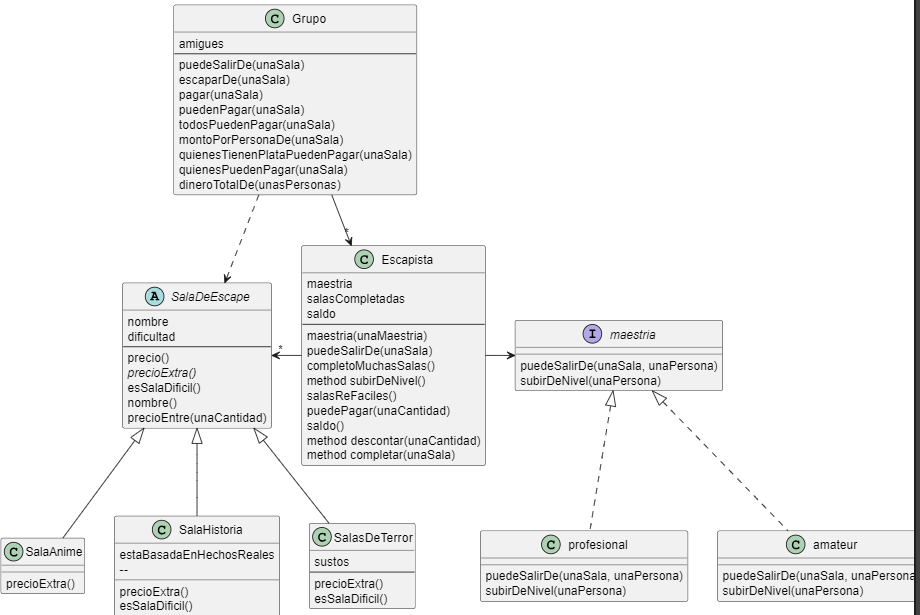 C Grupo
amigues
puedeSalirDe(unaSala)
escaparDe(unaSala)
pagar(unaSala)
puedenPagar(unaSala)
todosPuedenPagar(unaSala)
montoPorPersonaDe(unaSala)
quienesTienenPlataPuedenPagar(unaSala)
quienesPuedenPagar(unaSala)
dineroTotalDe(unasPersonas)
*
C Escapista
maestria
salasCompletadas
saldo
maestria(unaMaestria)
puedeSalirDe(unaSala)
completoMuchasSalas()
method subirDeNivel()
salasReFaciles()
puedePagar(unaCantidad)
saldo()
method descontar(unaCantidad)
method completar(unaSala)
A SalaDeEscape
nombre
dificultad
precio()
precioExtra()
esSalaDificil()
nombre()
precioEntre(unaCantidad)
*
I maestria
puedeSalirDe(unaSala, unaPersona)
subirDeNivel(unaPersona)
C SalaAnime
precioExtra()
C SalaHistoria
estaBasadaEnHechosReales
--
precioExtra()
esSalaDificil()
C SalasDeTerror
sustos
precioExtra()
esSalaDificil()
C profesional
puedeSalirDe(unaSala, unaPersona)
subirDeNivel(unaPersona)
C amateur
puedeSalirDe(unaSala, unaPersona
subirDeNivel(unaPersona)